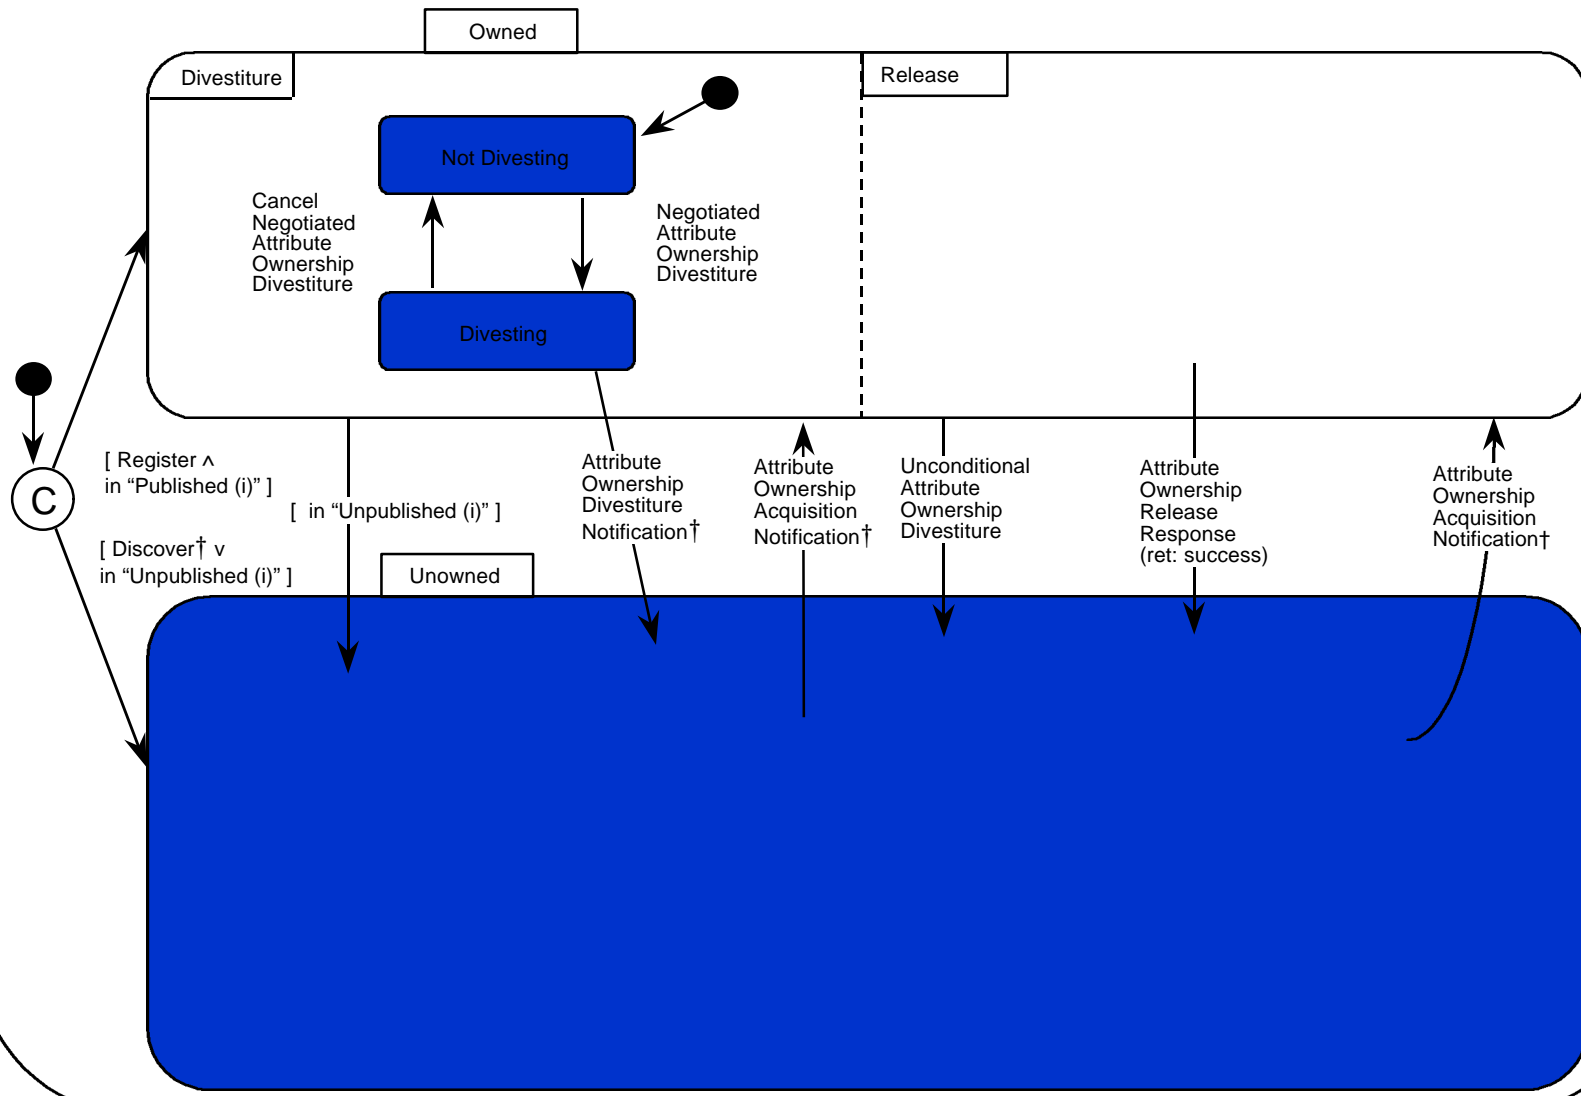 Owned
Divestiture
Release
Not Divesting
Cancel
Negotiated
Attribute
Ownership
Divestiture
Negotiated
Attribute
Ownership
Divestiture
Divesting
C
[ Register ^
in “Published (i)” ]
[ Discover† v
in “Unpublished (i)” ]
[ in “Unpublished (i)” ]
Attribute
Ownership
Divestiture
Notification†
Attribute
Ownership
Acquisition
Notification†
Unconditional
Attribute
Ownership
Divestiture
Attribute
Ownership
Release
Response
(ret: success)
Attribute
Ownership
Acquisition
Notification†
Unowned